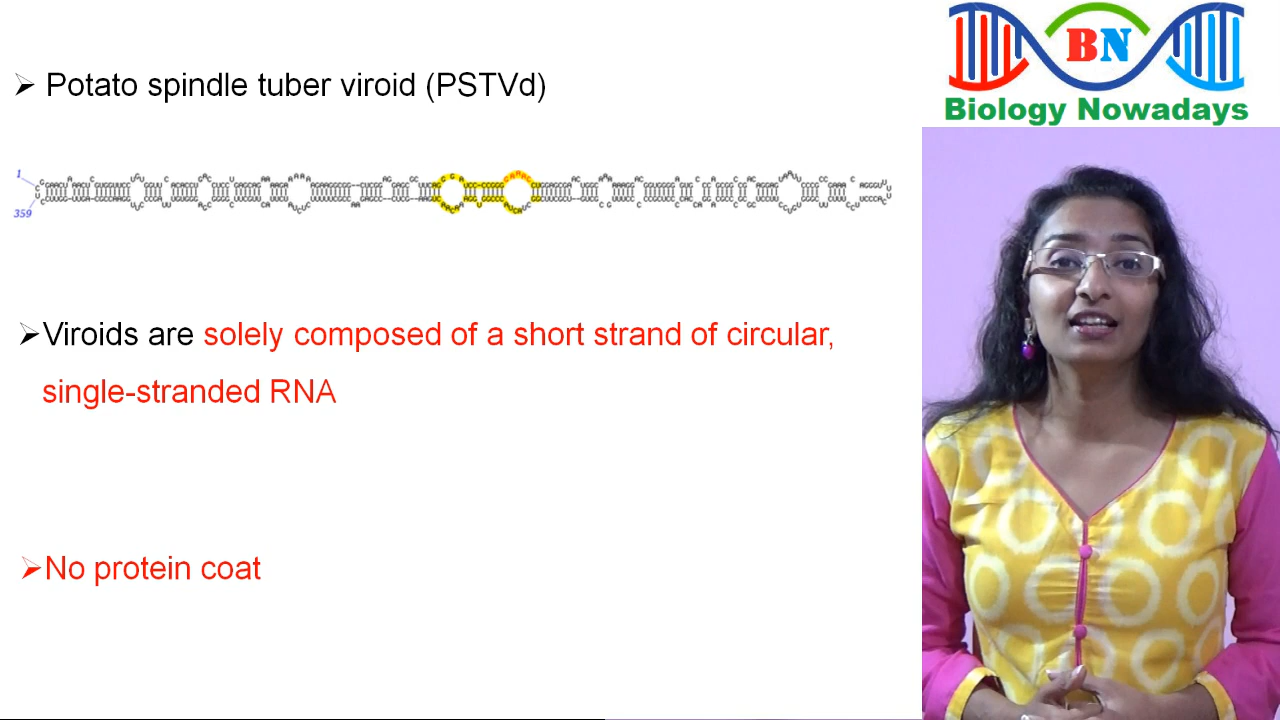 ➢ Potato spindle tuber viroid (PSTVd)
BN
Biology Nowadays
1
359
➢Viroids are solely composed of a short strand of circular,
single-stranded RNA
➢No protein coat